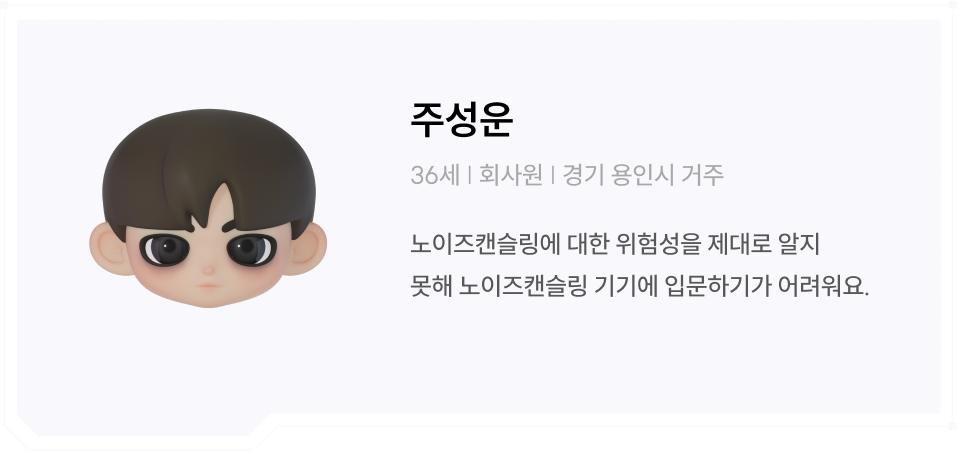 주성운
36세 | 회사원 | 경기 용인시 거주
노이즈캔슬링에 대한 위험성을 제대로 알지
못해 노이즈캔슬링 기기에 입문하기가 어려워요.